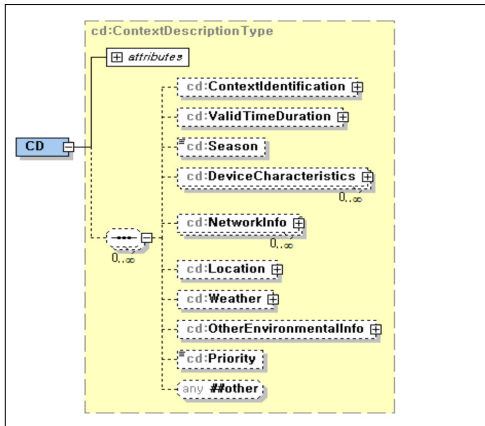 cd:ContextDescriptionType
attributes
cd:ContextIdentification
cd:ValidTimeDuration
cd:Season
CD
cd:DeviceCharacteristics
0..∞
cd:NetworkInfo
0..∞
0..∞
cd:Location
cd:Weather
cd:OtherEnvironmentalInfo
cd:Priority
any ##other